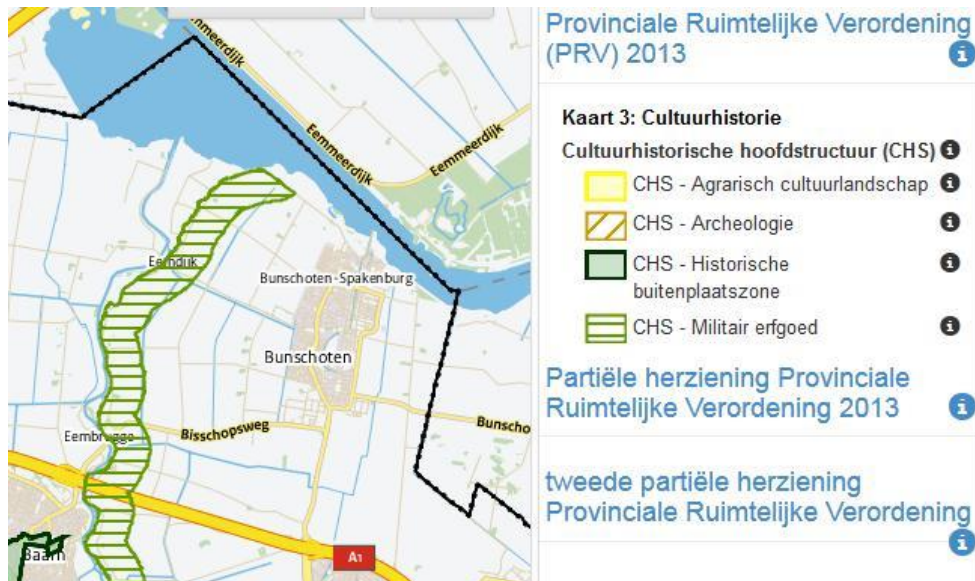 mmeerdijk
Eemmeerdijk
Eemmeerdijk
Eemdijk
Bunschoten-Spakenburg
Bunschoten
Eembrugge
Bisschopsweg
Bunscho
Baarn
A1
Provinciale Ruimtelijke Verordening
(PRV) 2013
Kaart 3: Cultuurhistorie
Cultuurhistorische hoofdstructuur (CHS) i
CHS - Agrarisch cultuurlandschap i
CHS - Archeologie i
CHS - Historische i
buitenplaatszone
CHS - Militair erfgoed i
Partiële herziening Provinciale
Ruimtelijke Verordening 2013 i
tweede partiële herziening
Provinciale Ruimtelijke Verordening